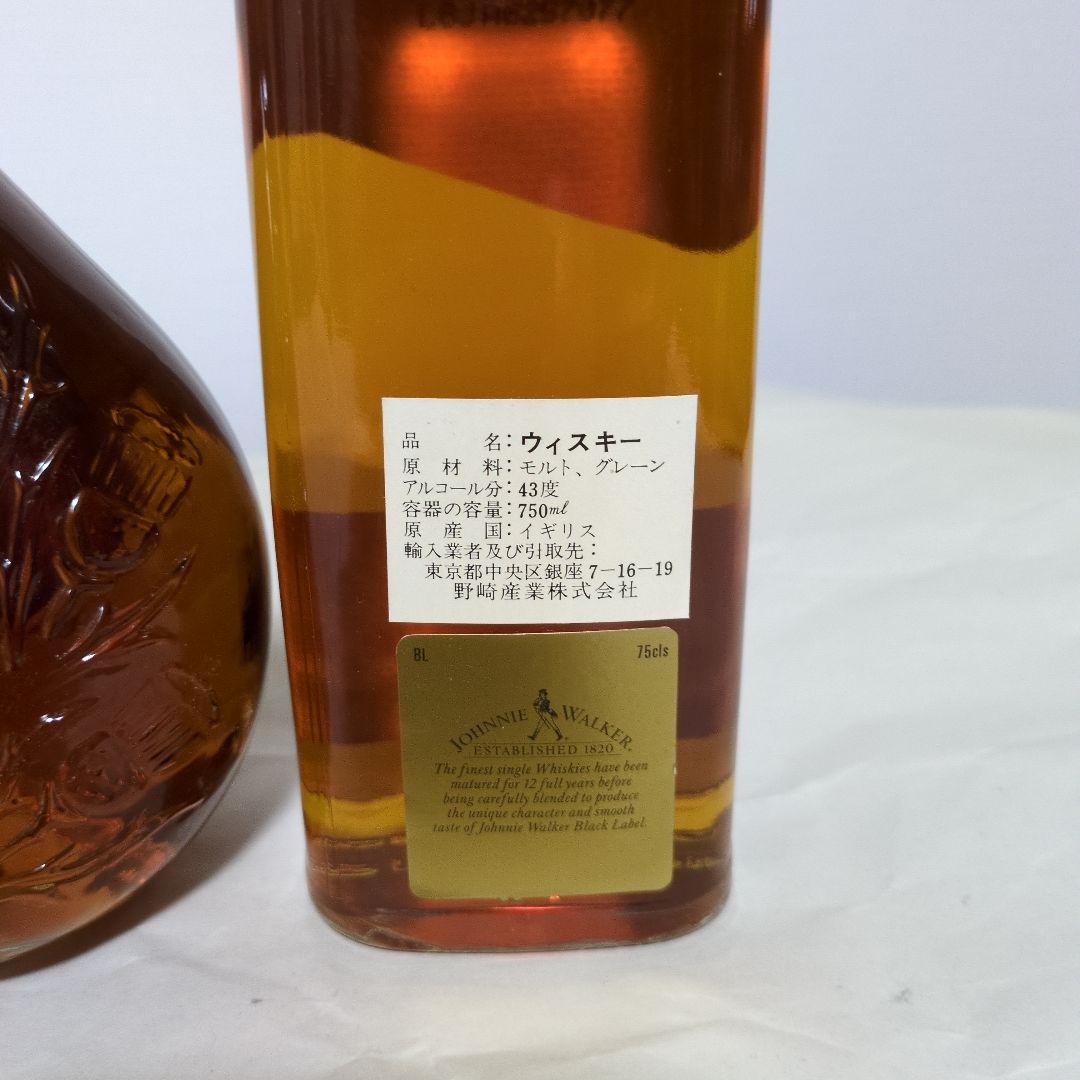 品名：ウィスキー
原材料：モルト、グレーン
アルコール分：43度
容器の容量：750mℓ
原産国：イギリス
輸入業者及び引取先：
東京都中央区銀座7－16－19
野崎産業株式会社
BL 75cls
JOHNNIE WALKER.
ESTABLISHED 1820
The finest single Whiskies have been
matured for 12 full years before
being carefully blended to produce
the unique character and smooth
taste of Johnnie Walker Black Label.